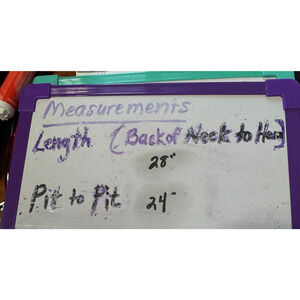 Measurements
Length [Back of Neck to Hem]
28"
Pit to Pit 24"